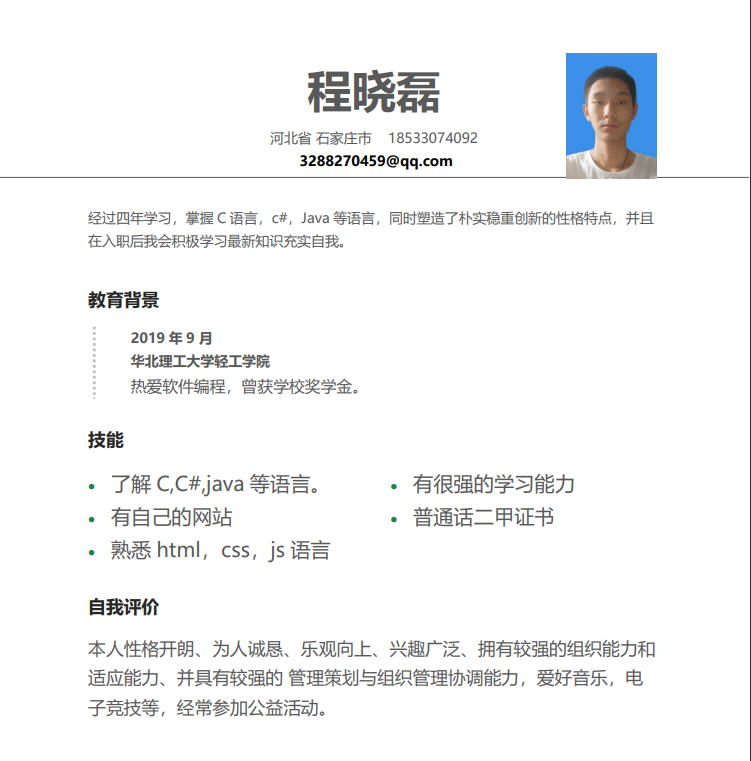 程晓磊
河北省 石家庄市 18533074092
3288270459@qq.com
经过四年学习，掌握 C 语言，c#，Java 等语言，同时塑造了朴实稳重创新的性格特点，并且
在入职后我会积极学习最新知识充实自我。
教育背景
2019 年 9 月
华北理工大学轻工学院
热爱软件编程，曾获学校奖学金。
技能
• 了解 C,C#,java 等语言。
• 有自己的网站
• 熟悉 html，css，js 语言
• 有很强的学习能力
• 普通话二甲证书
自我评价
本人性格开朗、为人诚恳、乐观向上、兴趣广泛、拥有较强的组织能力和
适应能力、并具有较强的 管理策划与组织管理协调能力，爱好音乐，电
子竞技等，经常参加公益活动。